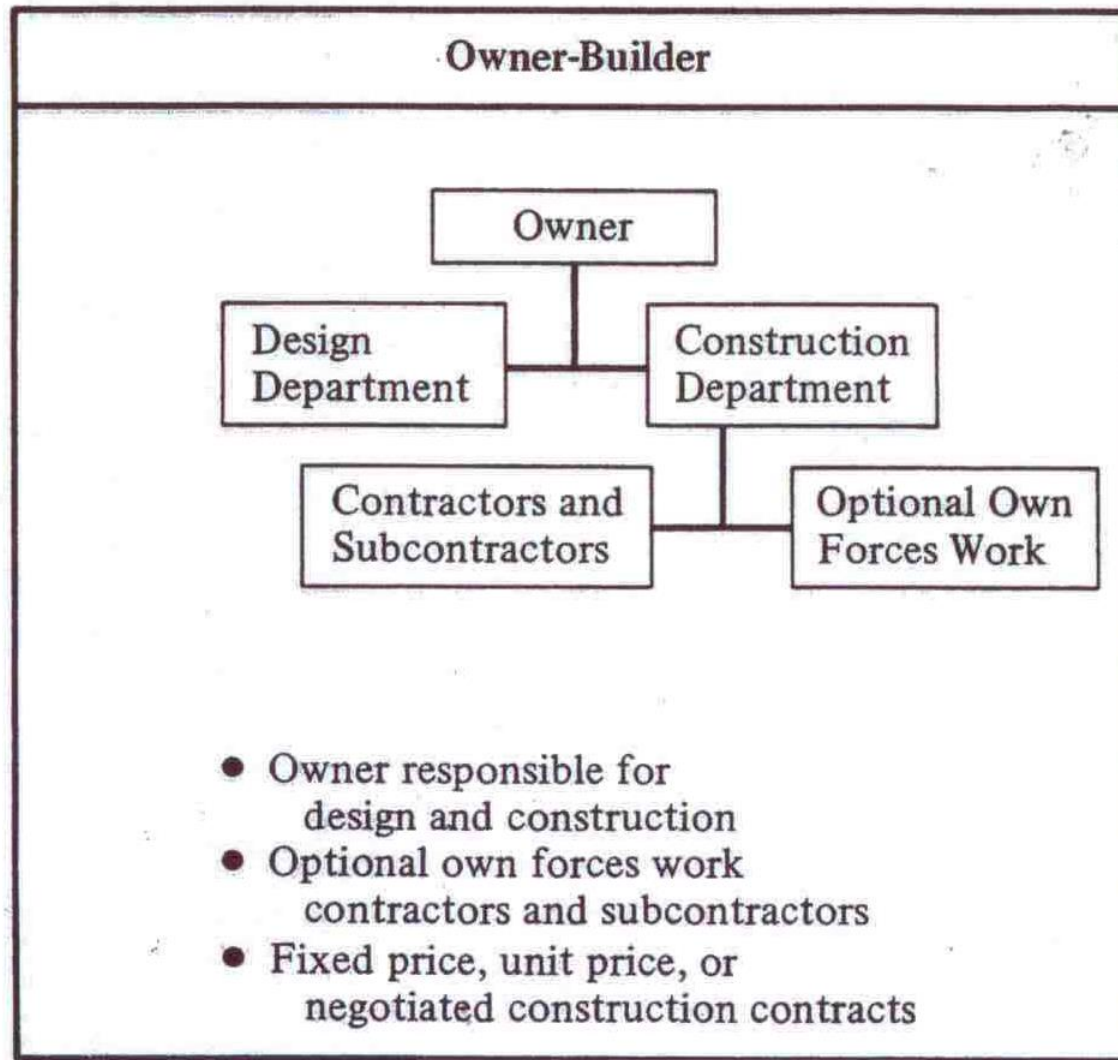 Owner-Builder
Owner
Design
Department
Construction
Department
Contractors and
Subcontractors
Optional Own
Forces Work
● Owner responsible for
design and construction
● Optional own forces work
contractors and subcontractors
● Fixed price, unit price, or
negotiated construction contracts